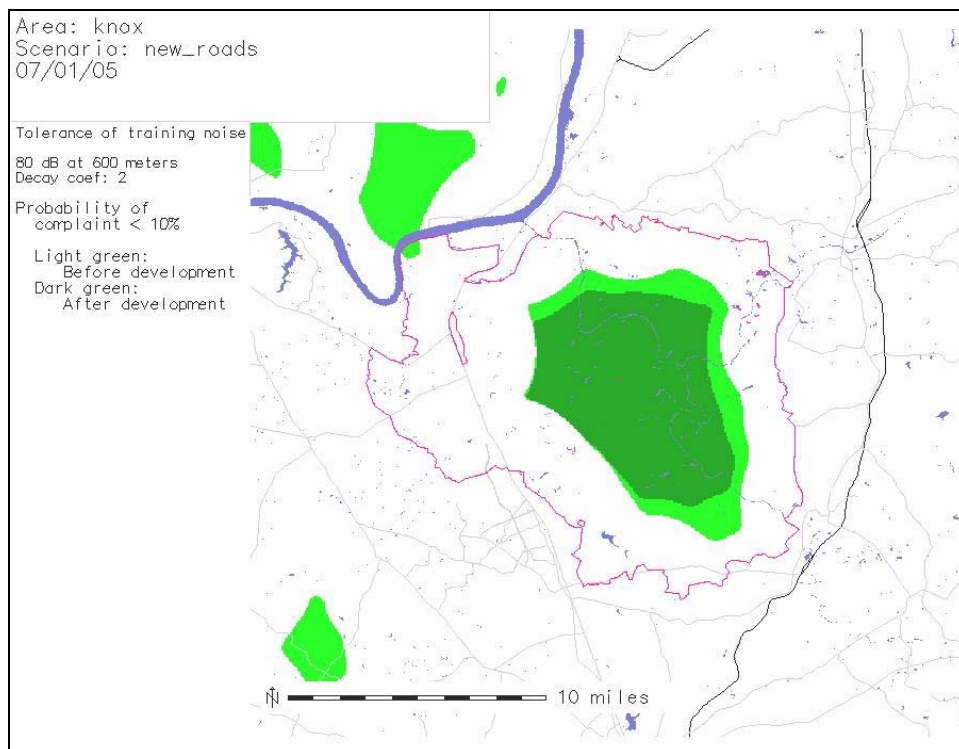 Area: knox
Scenario: new_roads
07/01/05
Tolerance of training noise
80 dB at 600 meters
Decay coef: 2
Probability of
complaint < 10%
Light green:
Before development
Dark green:
After development
N
10 miles